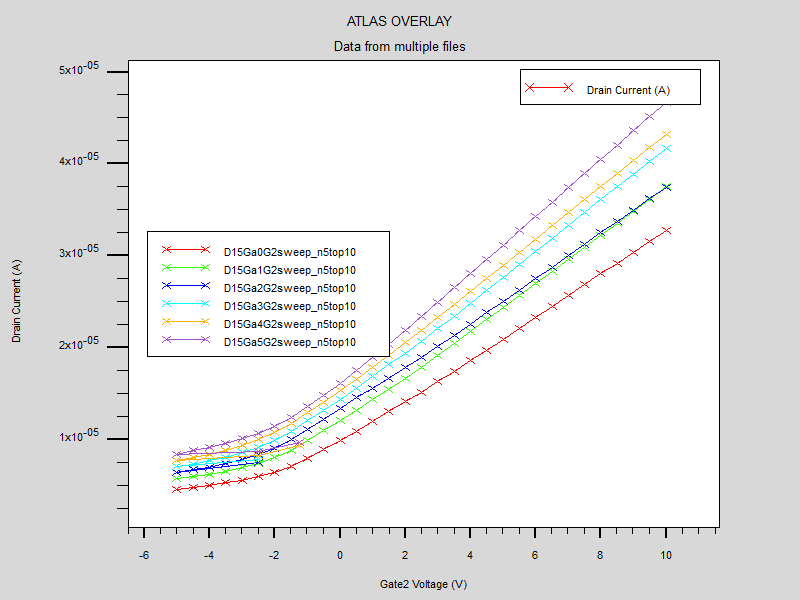 ATLAS OVERLAY
Data from multiple files
5x10-05
4x10-05
3x10-05
2x10-05
1x10-05
Drain Current (A)
Drain Current (A)
D15Ga0G2sweep_n5top10
D15Ga1G2sweep_n5top10
D15Ga2G2sweep_n5top10
D15Ga3G2sweep_n5top10
D15Ga4G2sweep_n5top10
D15Ga5G2sweep_n5top10
-6 -4 -2 0 2 4 6 8 10
Gate2 Voltage (V)